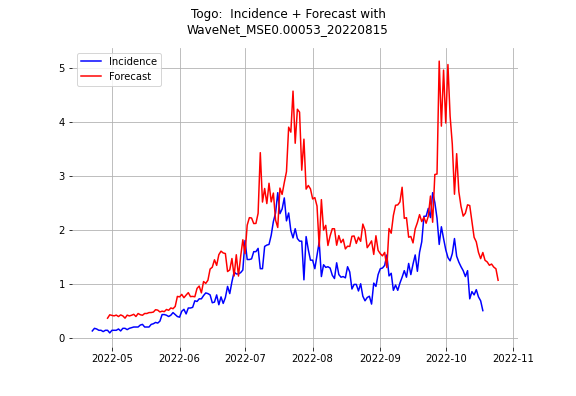 Togo:  Incidence + Forecast with
WaveNet_MSE0.00053_20220815
Incidence
Forecast
5
4
3
2
1
0
2022-05 2022-06 2022-07 2022-08 2022-09 2022-10 2022-11